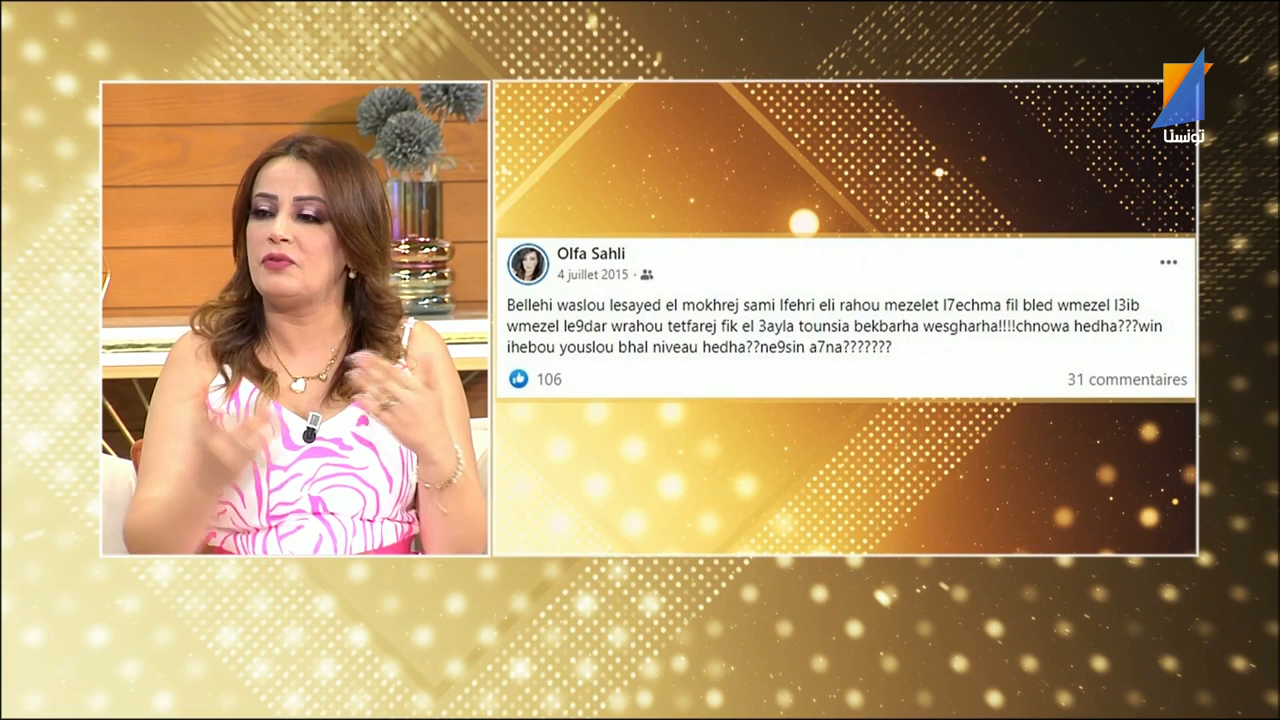 تونسنا
Olfa Sahli
4 juillet 2015 ·
Bellehi waslou lesayed el mokhrej sami lfehri eli rahou mezelet l7echma fil bled wmezel l3ib
wmezel le9dar wrahou tetfarej fik el 3ayla tounsia bekbarha wesgharha!!!!chnowa hedha???win
ihebou youslou bhal niveau hedha??ne9sin a7na???????
106
31 commentaires